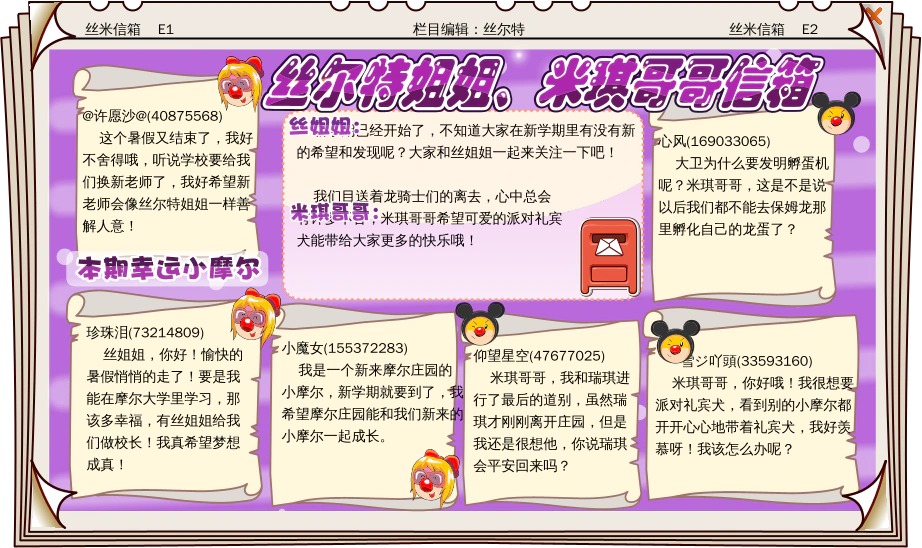 丝米信箱 E1
栏目编辑：丝尔特
丝米信箱 E2
丝尔特姐姐、米琪哥哥信箱
@许愿沙@(40875568)
这个暑假又结束了，我好
不舍得哦，听说学校要给我
们换新老师了，我好希望新
老师会像丝尔特姐姐一样善
解人意！
丝姐姐：
已经开始了，不知道大家在新学期里有没有新
的希望和发现呢？大家和丝姐姐一起来关注一下吧！
我们目送着龙骑士们的离去，心中总会
米琪哥哥：
米琪哥哥希望可爱的派对礼宾
犬能带给大家更多的快乐哦！
心风(169033065)
大卫为什么要发明孵蛋机
呢？米琪哥哥，这是不是说
以后我们都不能去保姆龙那
里孵化自己的龙蛋了？
本期幸运小摩尔
珍珠泪(73214809)
丝姐姐，你好！愉快的
暑假悄悄的走了！要是我
能在摩尔大学里学习，那
该多幸福，有丝姐姐给我
们做校长！我真希望梦想
成真！
小魔女(155372283)
我是一个新来摩尔庄园的
小摩尔，新学期就要到了，我
希望摩尔庄园能和我们新来的
小摩尔一起成长。
仰望星空(47677025)
米琪哥哥，我和瑞琪进
行了最后的道别，虽然瑞
琪才刚刚离开庄园，但是
我还是很想他，你说瑞琪
会平安回来吗？
雪ジ吖頭(33593160)
米琪哥哥，你好哦！我很想要
派对礼宾犬，看到别的小摩尔都
开开心心地带着礼宾犬，我好羡
慕呀！我该怎么办呢？